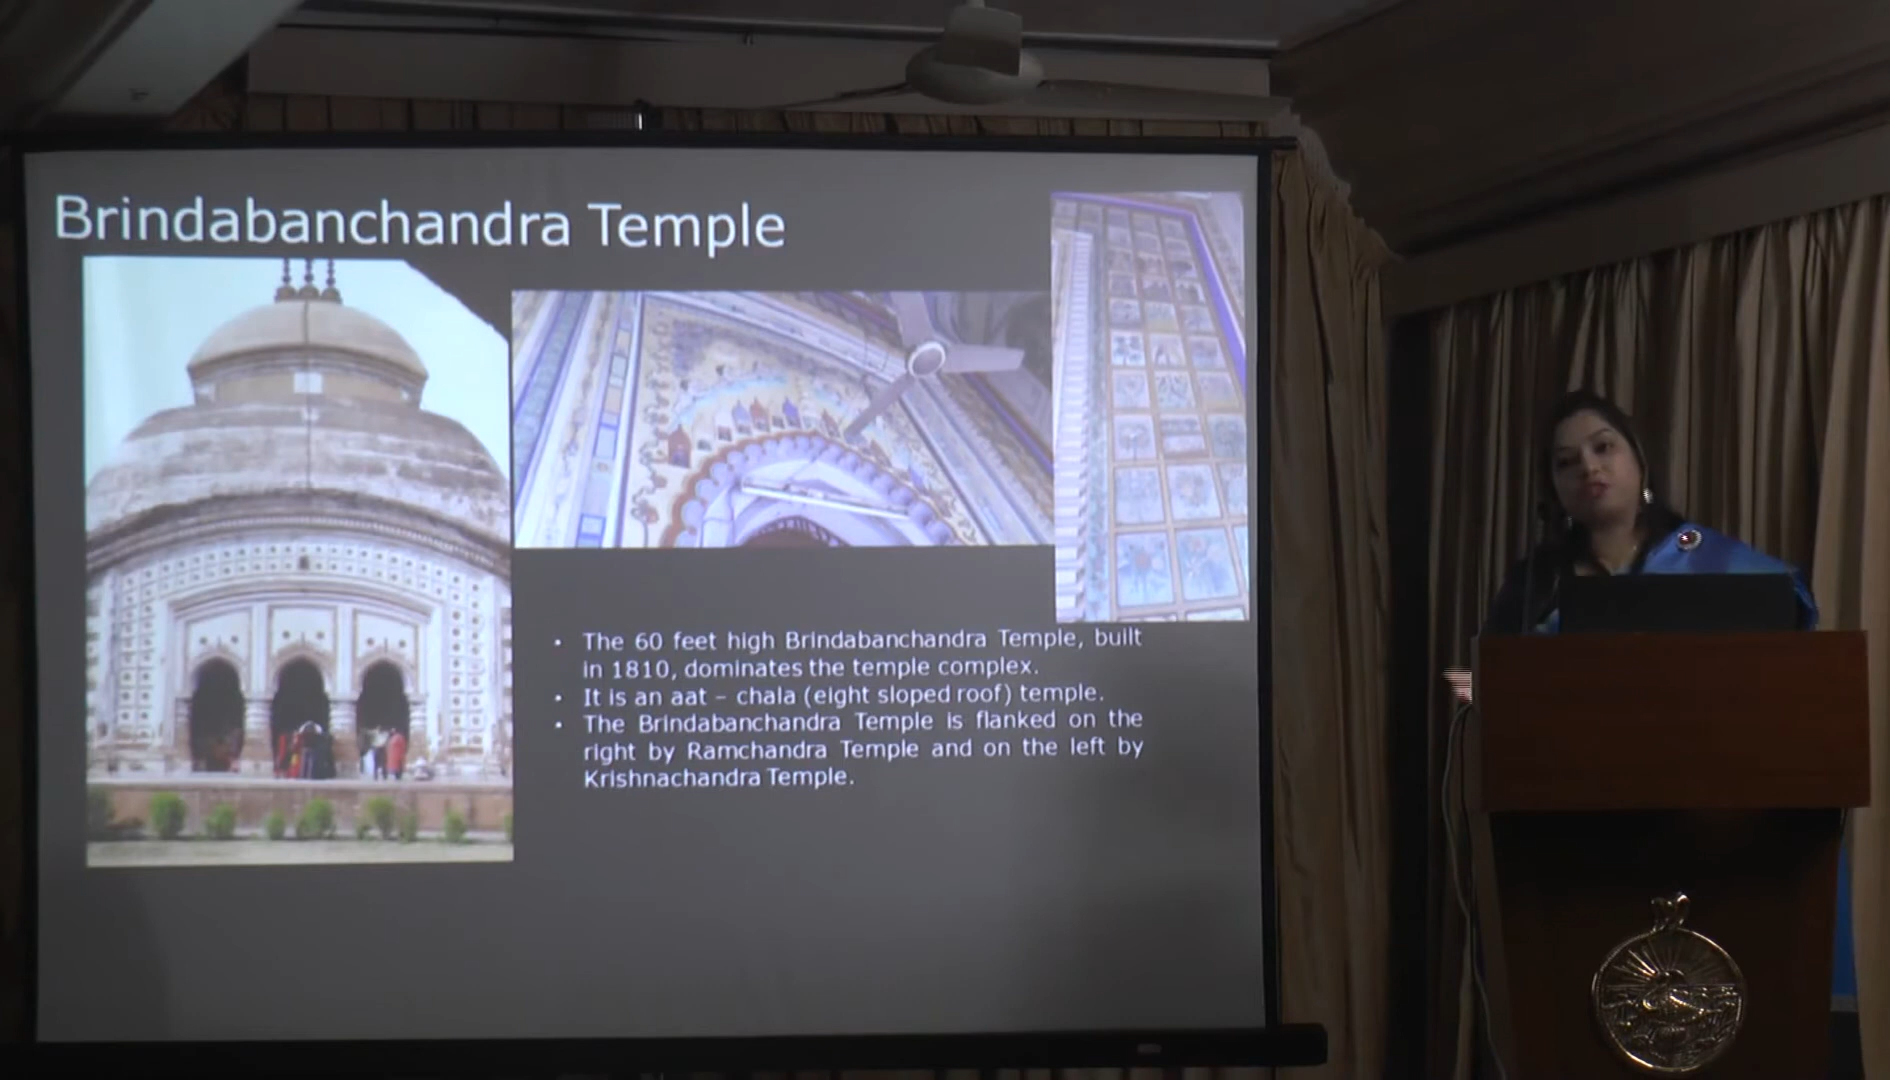 Brindabanchandra Temple
• The 60 feet high Brindabanchandra Temple, built
in 1810, dominates the temple complex.
• It is an aat – chala (eight sloped roof) temple.
• The Brindabanchandra Temple is flanked on the
right by Ramchandra Temple and on the left by
Krishnachandra Temple.